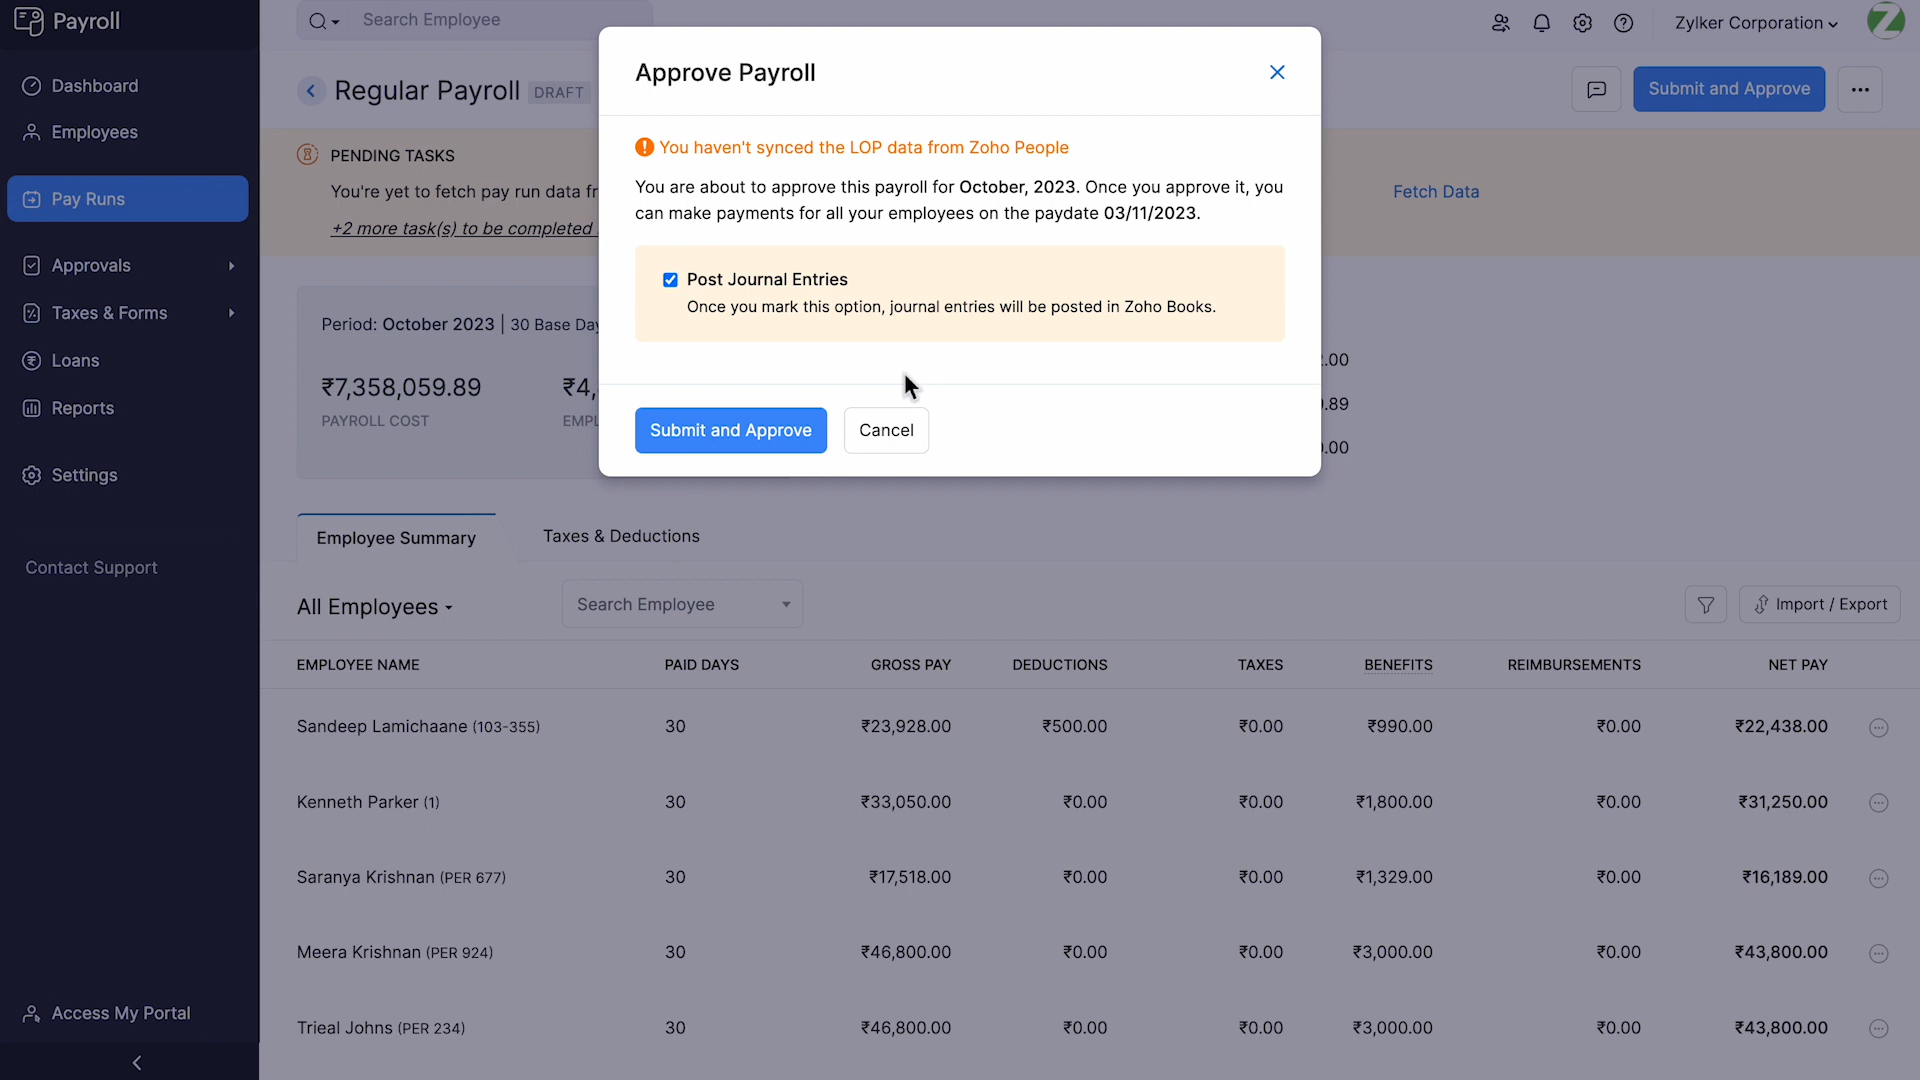 Payroll
Search Employee
Zylker Corporation
Dashboard
Employees
Pay Runs
Approvals
Taxes & Forms
Loans
Reports
Settings
Contact Support
Access My Portal
Regular Payroll DRAFT
Submit and Approve
PENDING TASKS
You're yet to fetch pay run data
Fetch Data
+2 more task(s) to be completed
Period: October 2023 | 30 Base
₹7,358,059.89
PAYROLL COST
₹4,
.00
.89
.00
Approve Payroll
You haven't synced the LOP data from Zoho People
You are about to approve this payroll for October, 2023. Once you approve it, you
can make payments for all your employees on the paydate 03/11/2023.
Post Journal Entries
Once you mark this option, journal entries will be posted in Zoho Books.
Submit and Approve
Cancel
Employee Summary
Taxes & Deductions
All Employees
Search Employee
Import / Export
EMPLOYEE NAME PAID DAYS GROSS PAY DEDUCTIONS TAXES BENEFITS REIMBURSEMENTS NET PAY
Sandeep Lamichaane (103-355) 30 ₹23,928.00 ₹500.00 ₹0.00 ₹990.00 ₹0.00 ₹22,438.00
Kenneth Parker (1) 30 ₹33,050.00 ₹0.00 ₹0.00 ₹1,800.00 ₹0.00 ₹31,250.00
Saranya Krishnan (PER 677) 30 ₹17,518.00 ₹0.00 ₹0.00 ₹1,329.00 ₹0.00 ₹16,189.00
Meera Krishnan (PER 924) 30 ₹46,800.00 ₹0.00 ₹0.00 ₹3,000.00 ₹0.00 ₹43,800.00
Trieal Johns (PER 234) 30 ₹46,800.00 ₹0.00 ₹0.00 ₹3,000.00 ₹0.00 ₹43,800.00